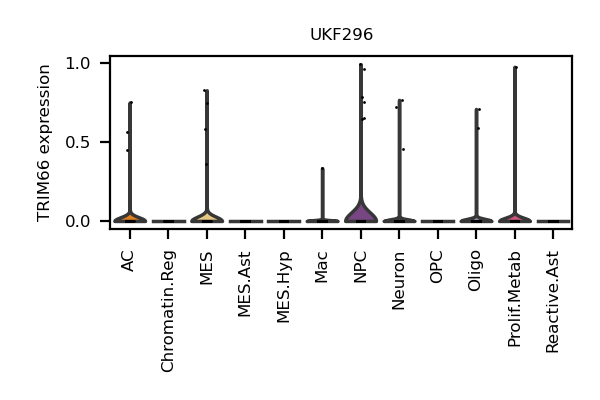 UKF296
TRIM66 expression
1.0
0.5
0.0
AC
Chromatin.Reg
MES
MES.Ast
MES.Hyp
Mac
NPC
Neuron
OPC
Oligo
Prolif.Metab
Reactive.Ast